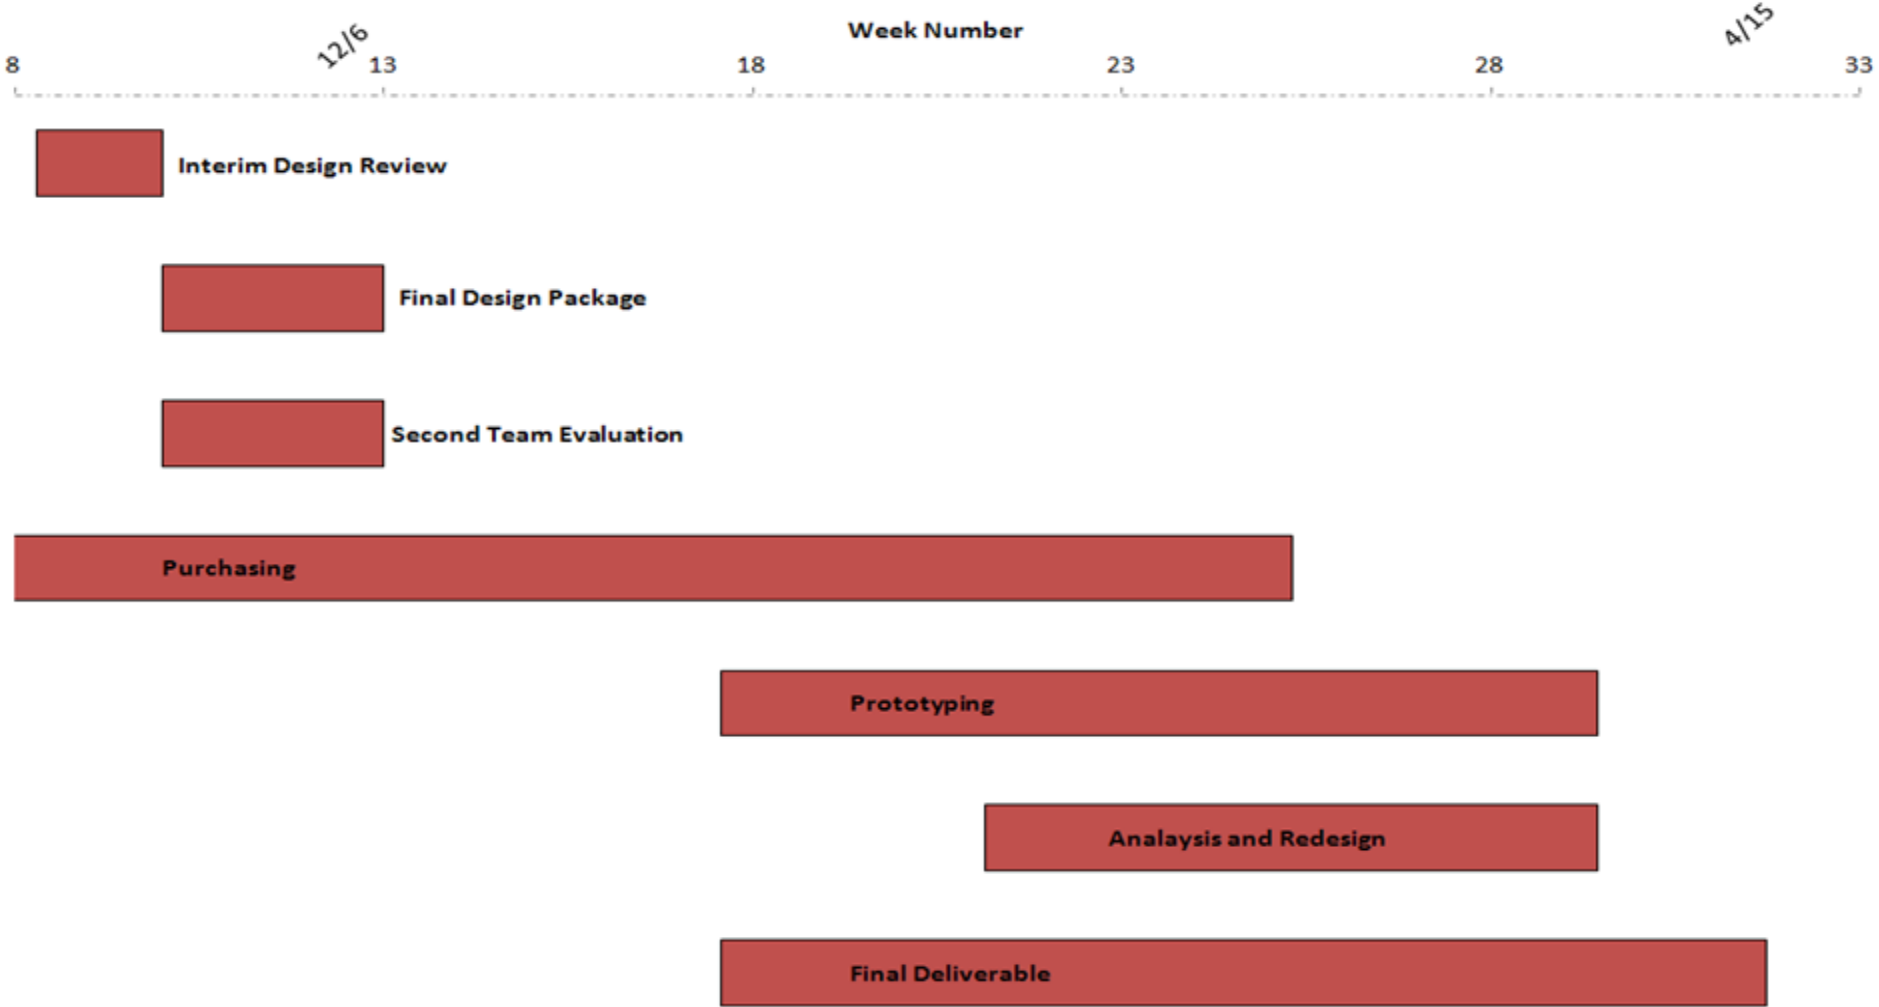 Week Number
12/6
4/15
8 13 18 23 28 33
Interim Design Review
Final Design Package
Second Team Evaluation
Purchasing
Prototyping
Analaysis and Redesign
Final Deliverable